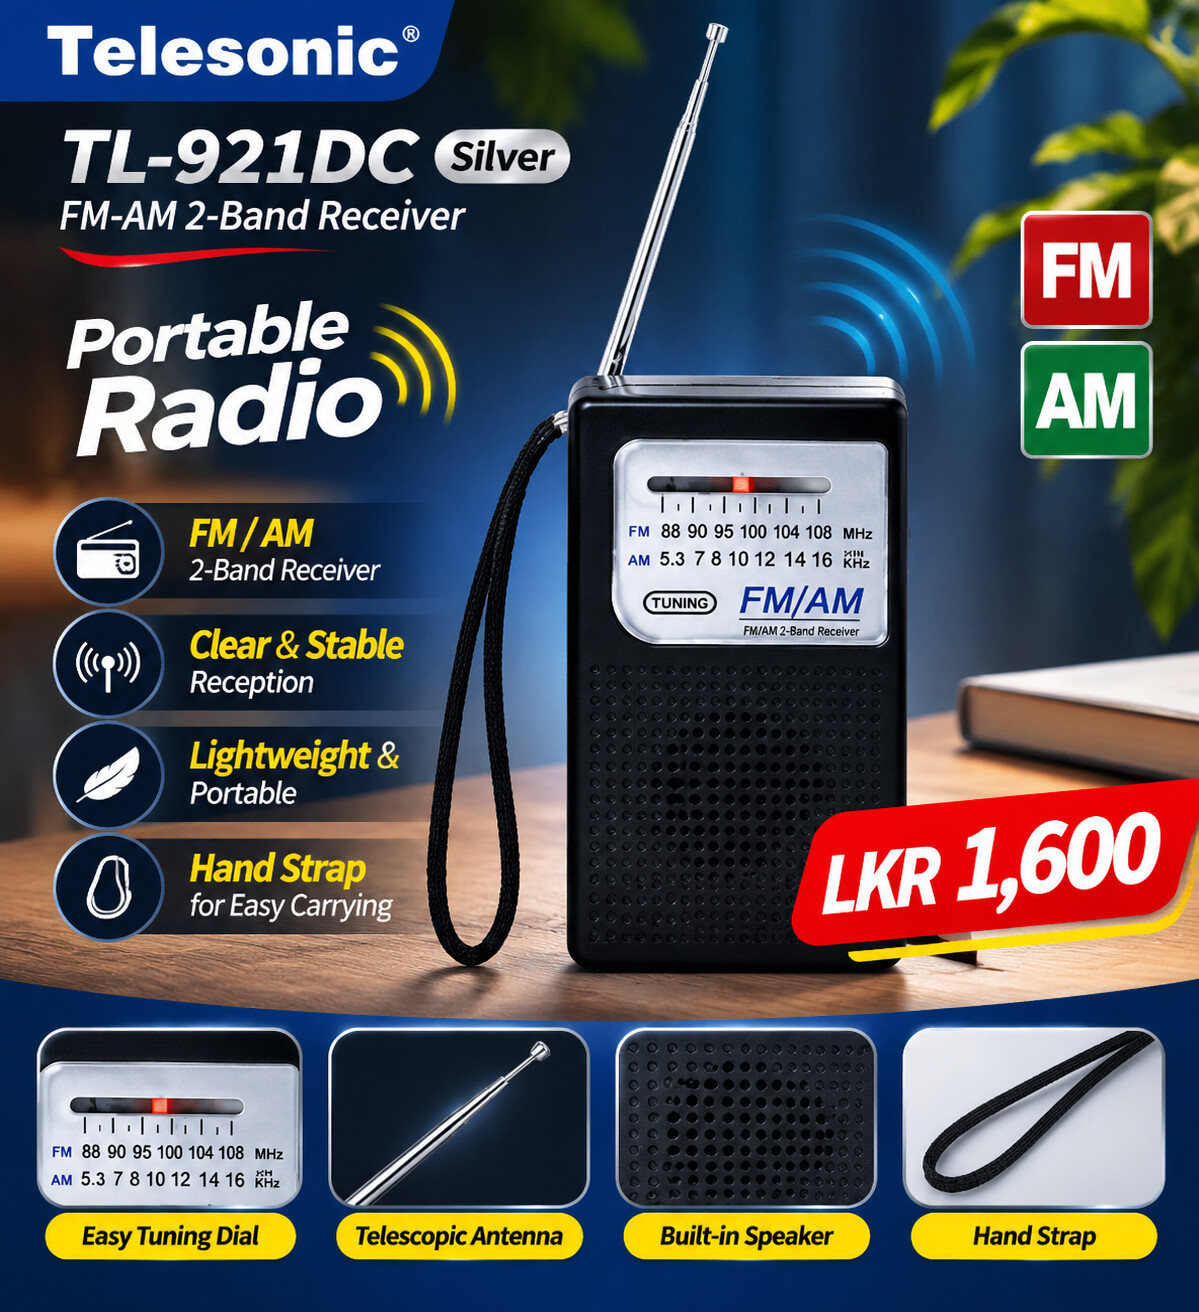 Telesonic®
TL-921DC Silver
FM-AM 2-Band Receiver
Portable
Radio
FM
AM
FM / AM
2-Band Receiver
Clear & Stable
Reception
Lightweight &
Portable
Hand Strap
for Easy Carrying
FM 88 90 95 100 104 108 MHz
AM 5.3 7 8 10 12 14 16 KHz
TUNING
FM/AM
FM/AM 2-Band Receiver
LKR 1,600
FM 88 90 95 100 104 108 MHz
AM 5.3 7 8 10 12 14 16 KHz
Easy Tuning Dial
Telescopic Antenna
Built-in Speaker
Hand Strap